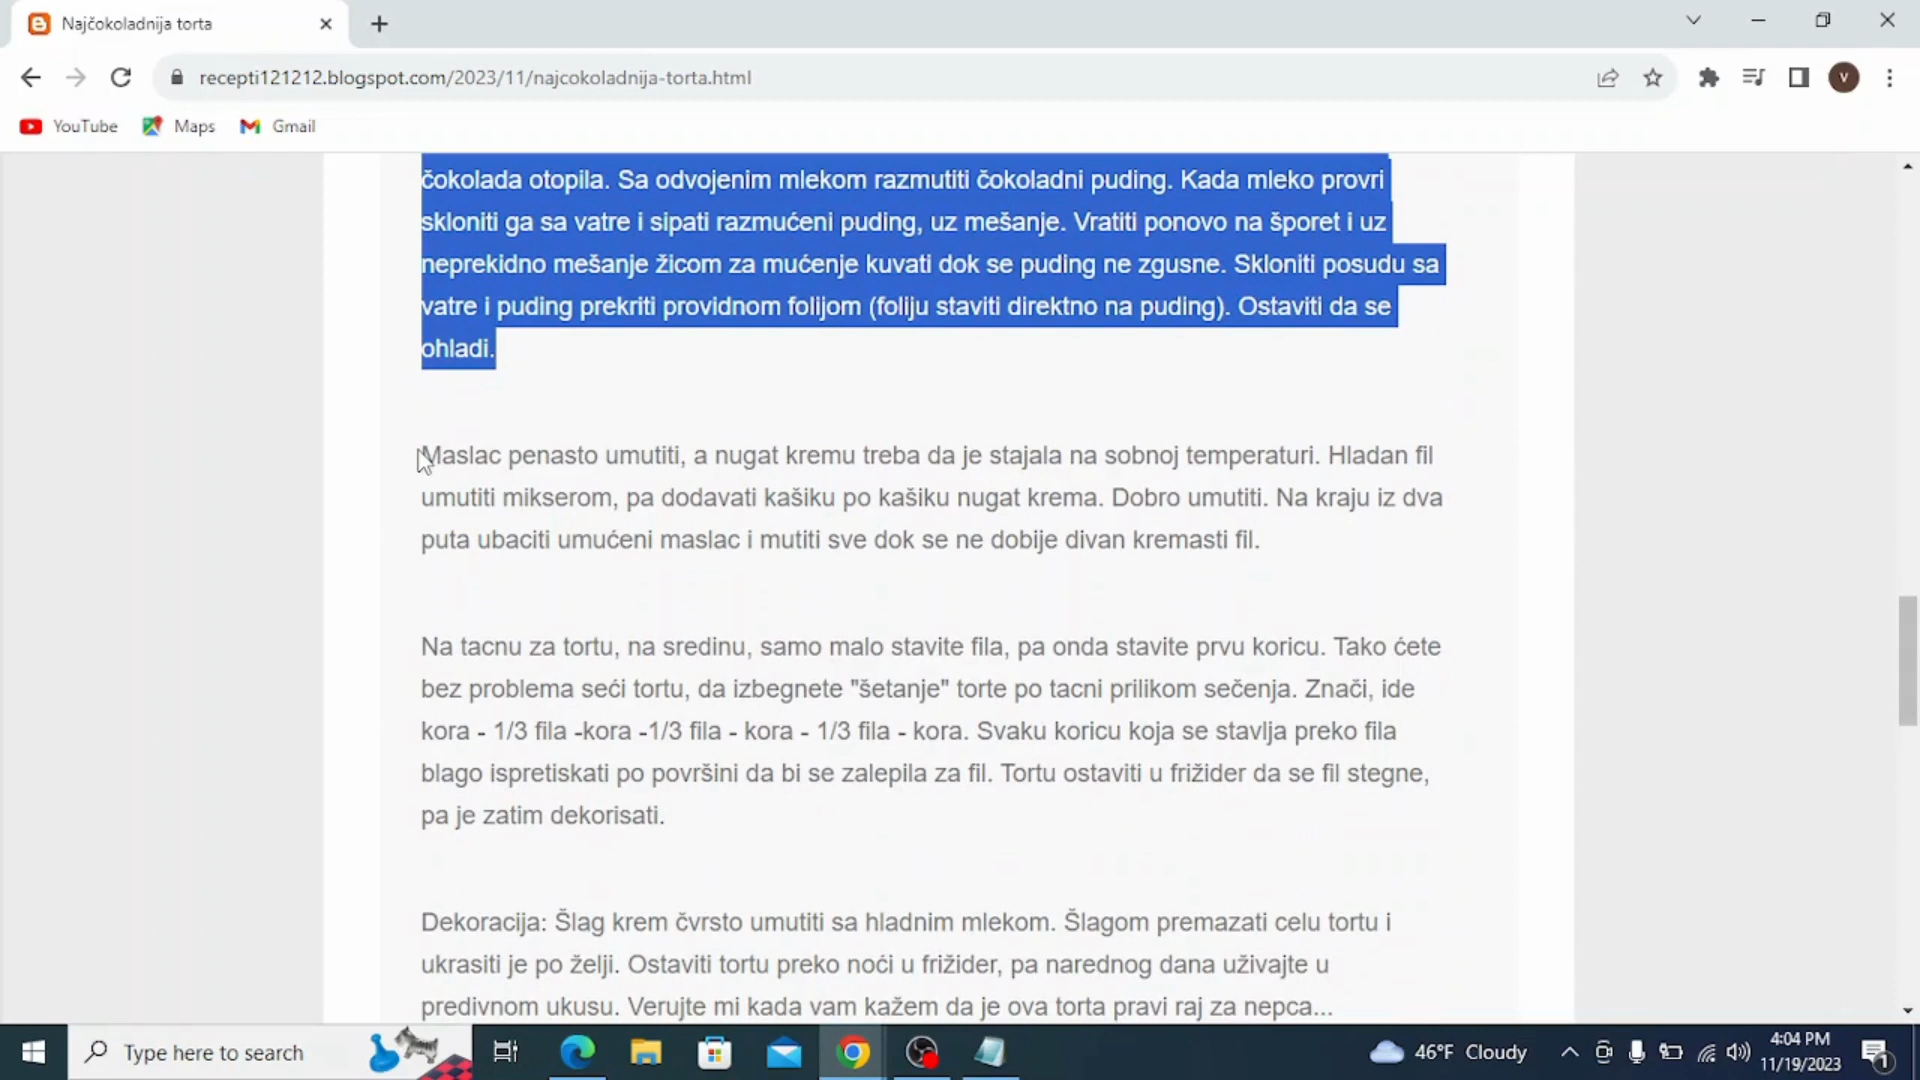 Najčokoladnija torta
recepti121212.blogspot.com/2023/11/najcokoladnija-torta.html
V
YouTube Maps Gmail
čokolada otopila. Sa odvojenim mlekom razmutiti čokoladni puding. Kada mleko provri
skloniti ga sa vatre i sipati razmućeni puding, uz mešanje. Vratiti ponovo na šporet i uz
neprekidno mešanje žicom za mućenje kuvati dok se puding ne zgusne. Skloniti posudu sa
vatre i puding prekriti providnom folijom (foliju staviti direktno na puding). Ostaviti da se
ohladi.
Maslac penasto umutiti, a nugat kremu treba da je stajala na sobnoj temperaturi. Hladan fil
umutiti mikserom, pa dodavati kašiku po kašiku nugat krema. Dobro umutiti. Na kraju iz dva
puta ubaciti umućeni maslac i mutiti sve dok se ne dobije divan kremasti fil.
Na tacnu za tortu, na sredinu, samo malo stavite fila, pa onda stavite prvu koricu. Tako ćete
bez problema seći tortu, da izbegnete "šetanje" torte po tacni prilikom sečenja. Znači, ide
kora - 1/3 fila -kora -1/3 fila - kora - 1/3 fila - kora. Svaku koricu koja se stavlja preko fila
blago ispretiskati po površini da bi se zalepila za fil. Tortu ostaviti u frižider da se fil stegne,
pa je zatim dekorisati.
Dekoracija: Šlag krem čvrsto umutiti sa hladnim mlekom. Šlagom premazati celu tortu i
ukrasiti je po želji. Ostaviti tortu preko noći u frižider, pa narednog dana uživajte u
predivnom ukusu. Verujte mi kada vam kažem da je ova torta pravi raj za nepca...
Type here to search
46°F Cloudy
4:04 PM
11/19/2023
1